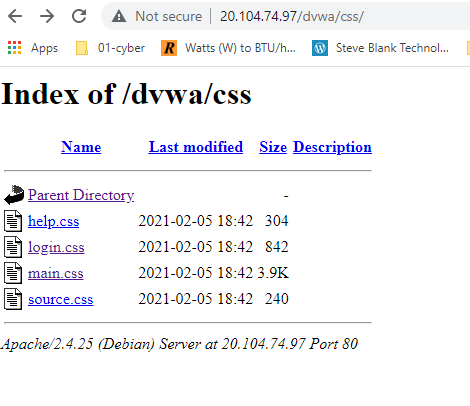 Not secure | 20.104.74.97/dvwa/css/
Apps 01-cyber R Watts (W) to BTU/h... Steve Blank Technol...
Index of /dvwa/css
Name Last modified Size Description
Parent Directory -
help.css 2021-02-05 18:42 304
login.css 2021-02-05 18:42 842
main.css 2021-02-05 18:42 3.9K
source.css 2021-02-05 18:42 240
Apache/2.4.25 (Debian) Server at 20.104.74.97 Port 80